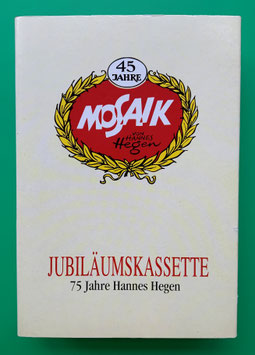 45
JAHRE
MOSAIK
VON
HANNES
Hegen
JUBILÄUMSKASSETTE
75 Jahre Hannes Hegen